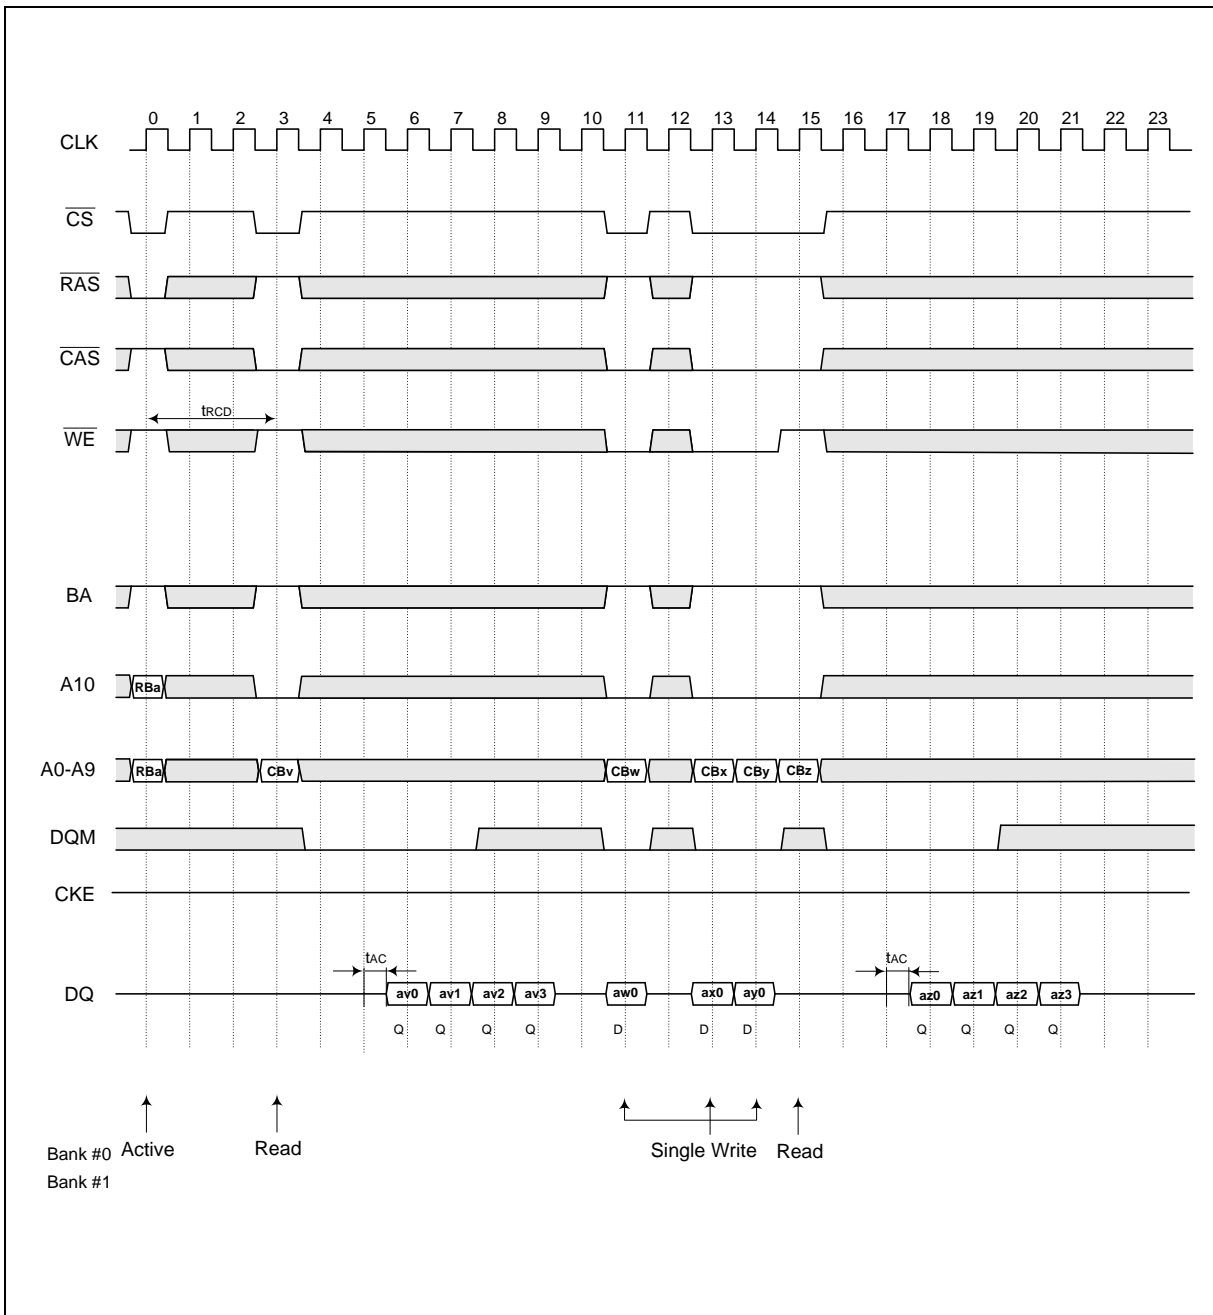 0 1 2 3 4 5 6 7 8 9 10 11 12 13 14 15 16 17 18 19 20 21 22 23
CLK
CS
RAS
CAS
tRCD
WE
BA
A10 RBa
A0-A9 RBa CBv CBw CBx CBy CBz
DQM
CKE
tAC tAC
DQ av0 av1 av2 av3 aw0 ax0 ay0 az0 az1 az2 az3
Q Q Q Q D D D Q Q Q Q
Bank #0 Active Read Single Write Read
Bank #1